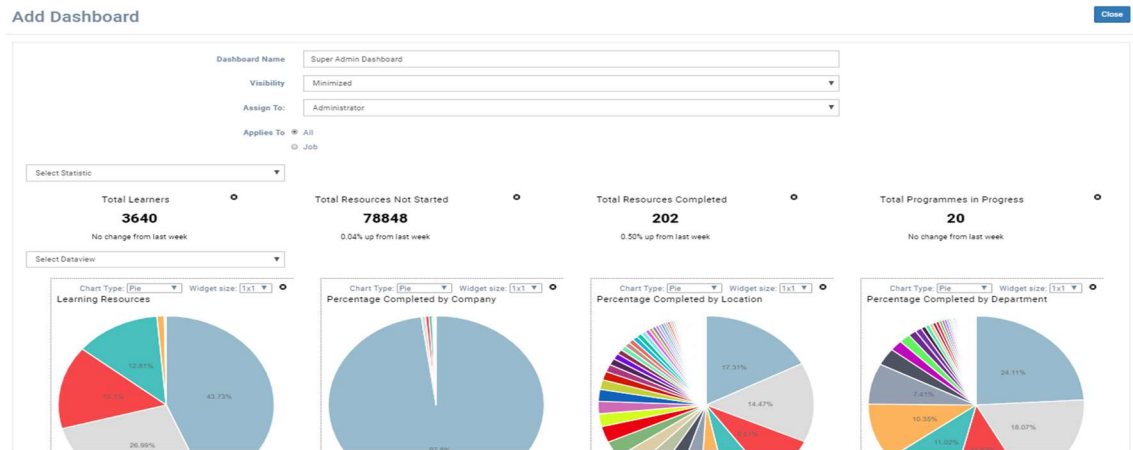 Add Dashboard
Close
Dashboard Name Super Admin Dashboard
Visibility Minimized
Assign To: Administrator
Applies To All
Job
Select Statistic
Total Learners Total Resources Not Started Total Resources Completed Total Programmes in Progress
3640 78848 202 20
No change from last week 0.04% up from last week 0.50% up from last week No change from last week
Select Dataview
Chart Type: Pie Widget size: 1x1 Chart Type: Pie Widget size: 1x1 Chart Type: Pie Widget size: 1x1 Chart Type: Pie Widget size: 1x1
Learning Resources Percentage Completed by Company Percentage Completed by Location Percentage Completed by Department
12.81% 17.31% 24.11%
43.73% 7.41%
14.47%
10.35% 18.07%
26.99% 11.02%